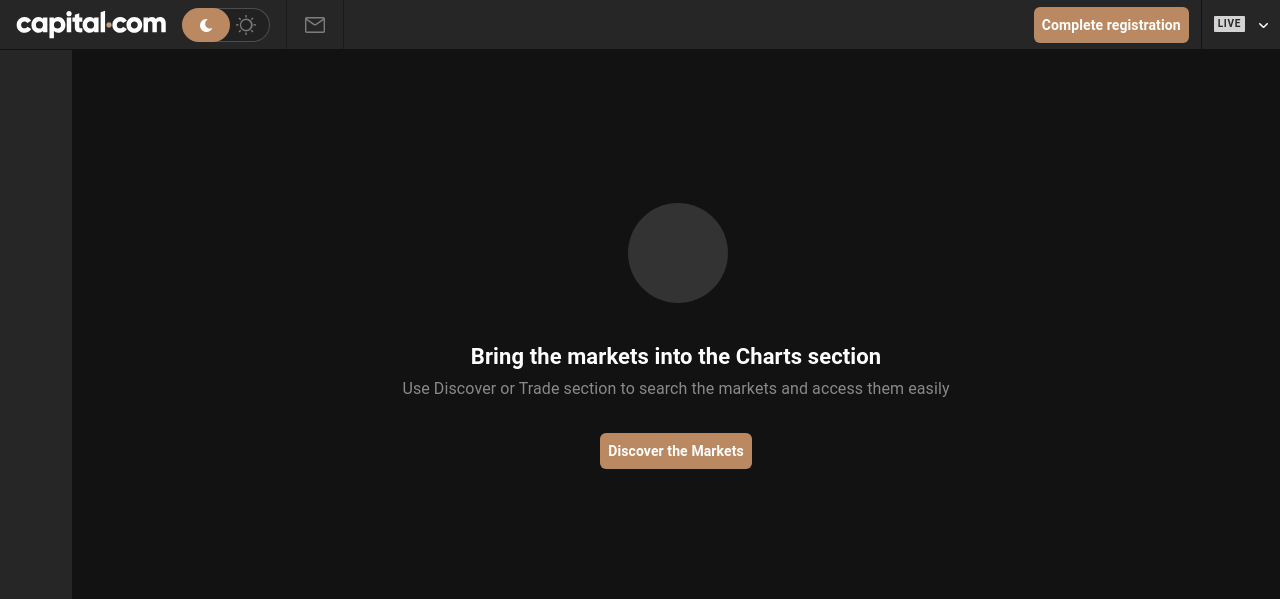 capital.com
Complete registration
LIVE
Bring the markets into the Charts section
Use Discover or Trade section to search the markets and access them easily
Discover the Markets